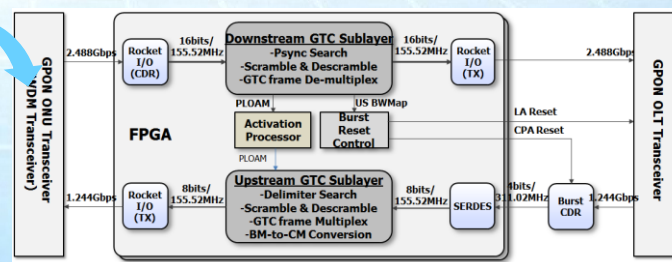 GPON ONU Transceiver
WDM Transceiver)
2.488Gbps
Rocket
I/O
(CDR)
16bits/
155.52MHz
Downstream GTC Sublayer
-Psync Search
-Scramble & Descramble
-GTC frame De-multiplex
16bits/
155.52MHz
Rocket
I/O
(TX)
2.488Gbps
GPON OLT Transceiver
PLOAM
US BWMap
LA Reset
FPGA
Activation
Processor
Burst
Reset
Control
CPA Reset
PLOAM
1.244Gbps
Rocket
I/O
(TX)
8bits/
155.52MHz
Upstream GTC Sublayer
-Delimiter Search
-Scramble & Descramble
-GTC frame Multiplex
-BM-to-CM Conversion
8bits/
155.52MHz
SERDES
4bits/
311.02MHz
Burst
CDR
1.244Gbps